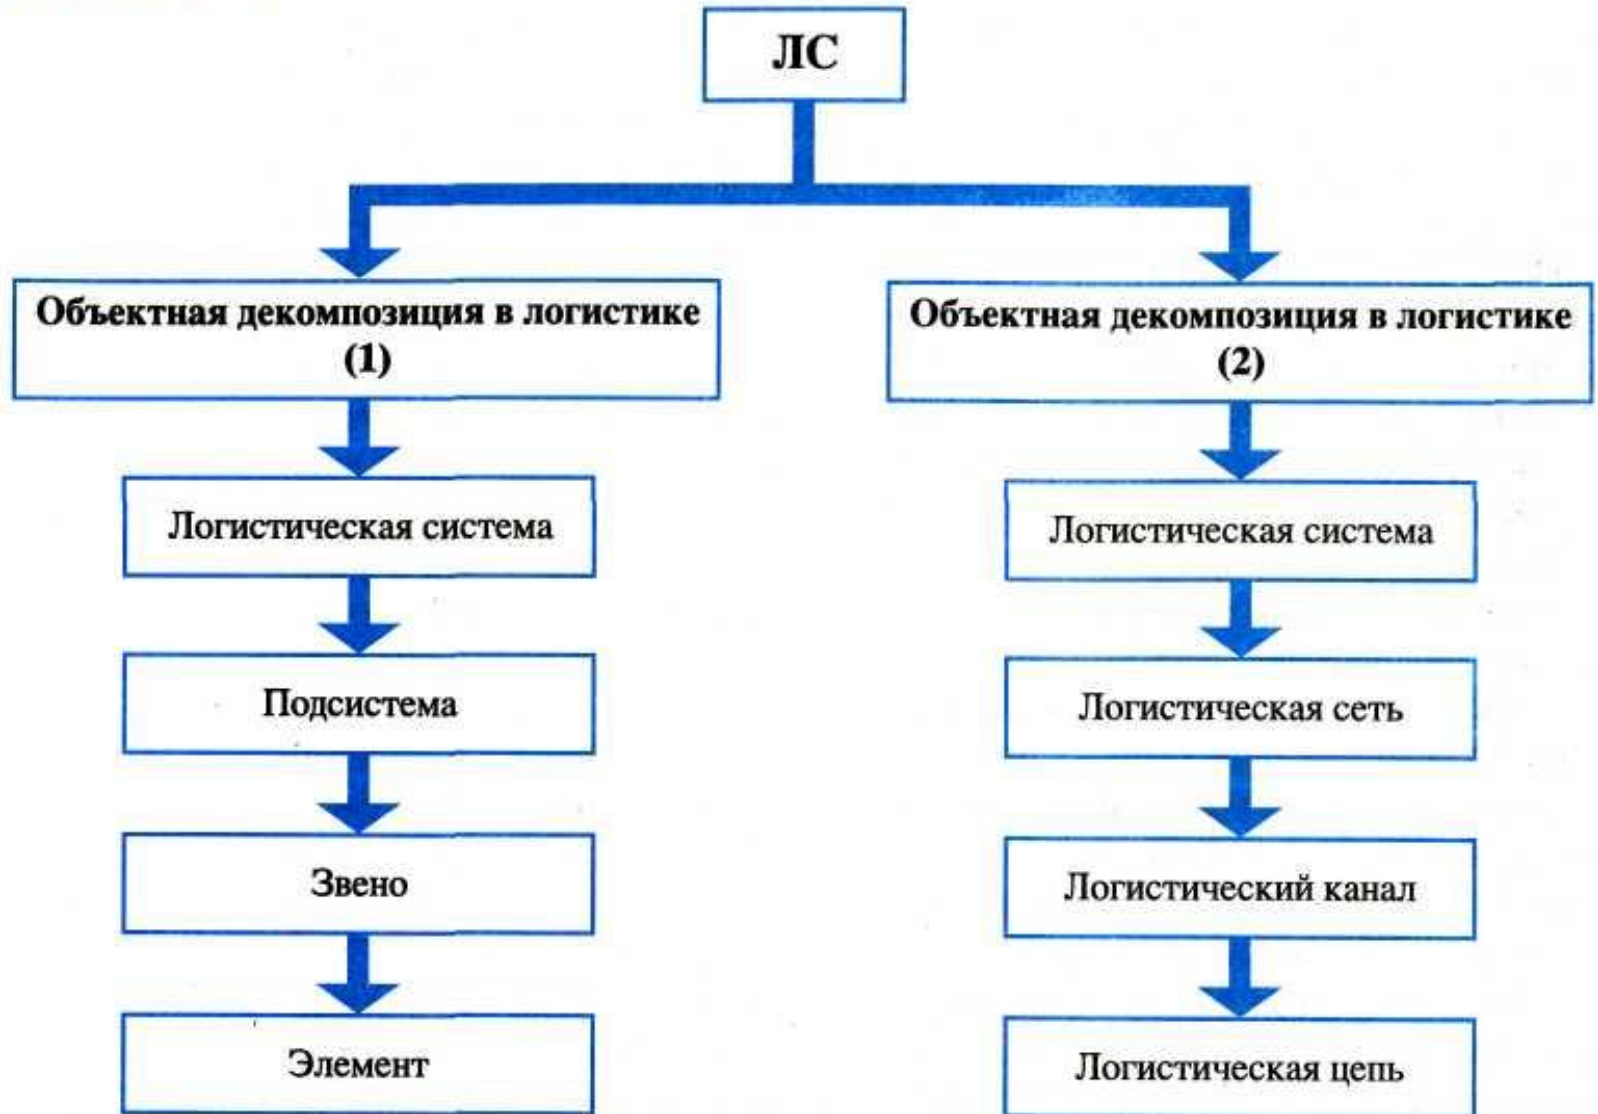 ЛС
Объектная декомпозиция в логистике
(1)
Логистическая система
Подсистема
Звено
Элемент
Объектная декомпозиция в логистике
(2)
Логистическая система
Логистическая сеть
Логистический канал
Логистическая цепь